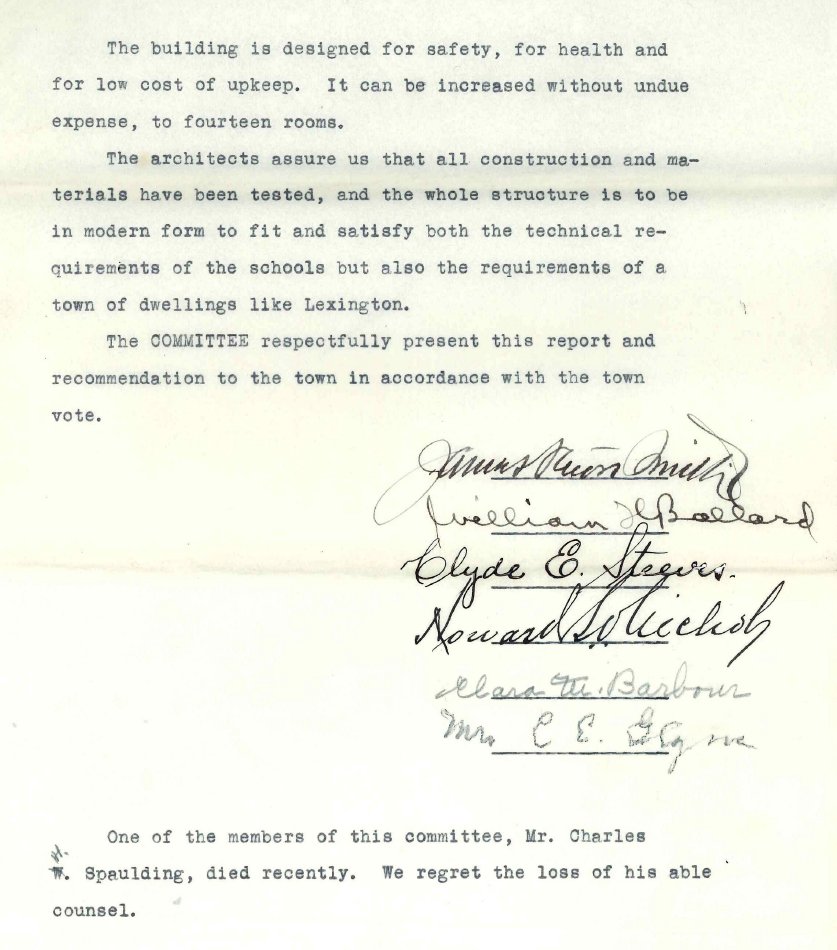 The building is designed for safety, for health and
for low cost of upkeep. It can be increased without undue
expense, to fourteen rooms.
The architects assure us that all construction and ma-
terials have been tested, and the whole structure is to be
in modern form to fit and satisfy both the technical re-
quirements of the schools but also the requirements of a
town of dwellings like Lexington.
The COMMITTEE respectfully present this report and
recommendation to the town in accordance with the town
vote.
James Smith
William H Ballard
Clyde E. Steeves.
Howard S. O. Nichols
Clara M. Barbour
Mrs C E. Glynn
One of the members of this committee, Mr. Charles
H.
W. Spaulding, died recently. We regret the loss of his able
counsel.